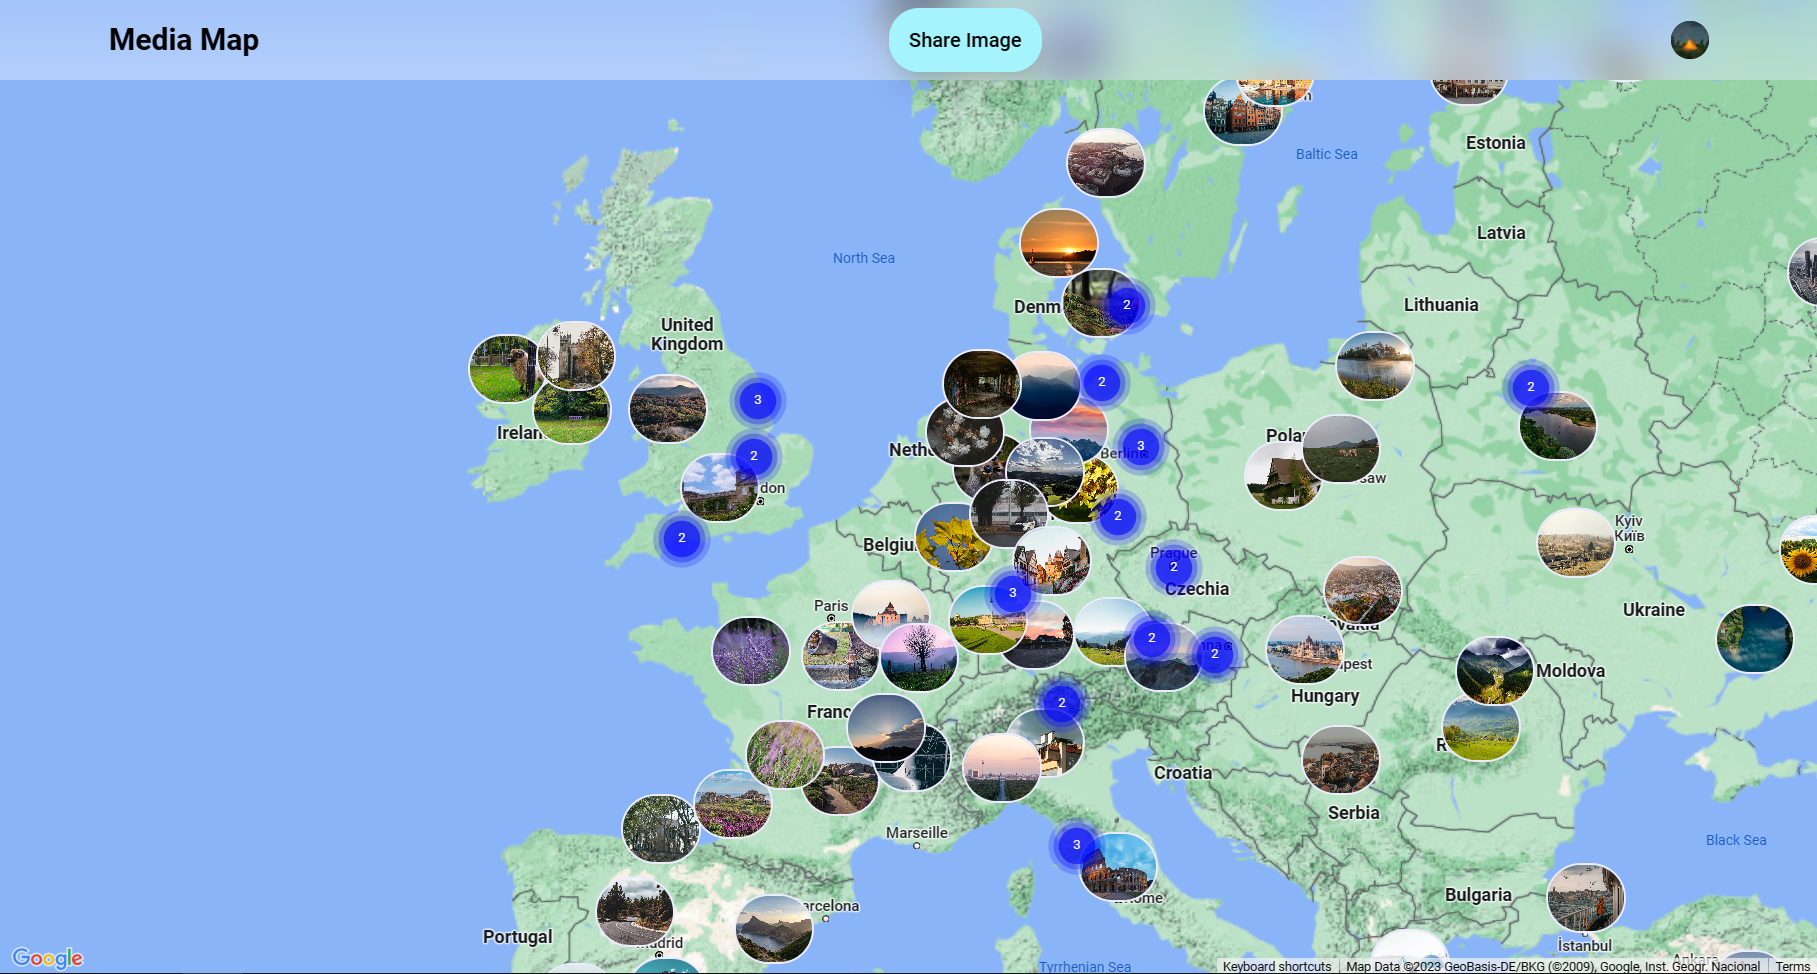 Media Map
Share Image
n
Estonia
Baltic Sea
Latvia
North Sea
Lithuania
Denm
2
United
Kingdom
2
2
3
Irelan
Pola
3
Berlin
Neth
2
saw
don
2
Kyiv
Київ
2
Belgiu
Prague
2
Czechia
3
Paris
Ukraine
Slovakia
2
2
pest
Moldova
Hungary
2
Franc
R
Croatia
Serbia
Marseille
Black Sea
3
Rome
Bulgaria
arcelona
Portugal
adrid
İstanbul
Ankara
Google
Tyrrhenian Sea
Keyboard shortcuts
Map Data ©2023 GeoBasis-DE/BKG (©2009), Google, Inst. Geogr. Nacional
Terms